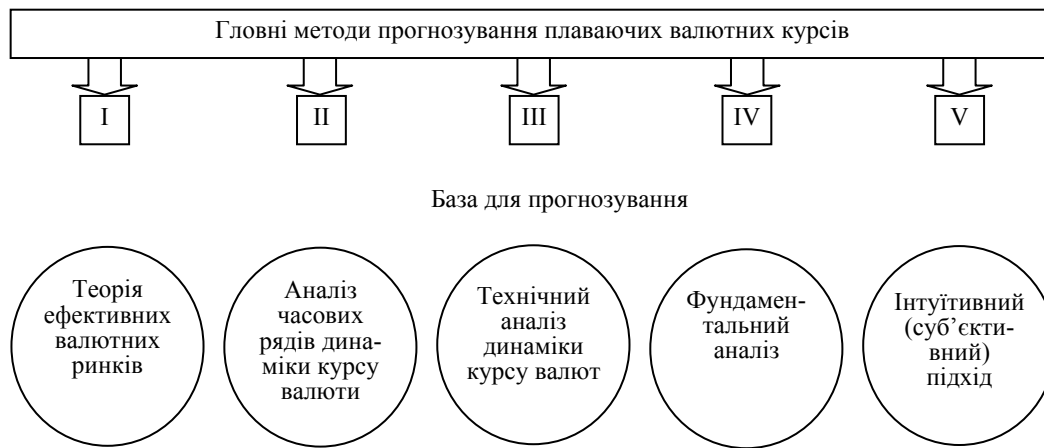 Гловні методи прогнозування плаваючих валютних курсів
I
II
III
IV
V
База для прогнозування
Теорія
ефективних
валютних
ринків
Аналіз
часових
рядів дина-
міки курсу
валюти
Технічний
аналіз
динаміки
курсу валют
Фундамен-
тальний
аналіз
Інтуїтивний
(суб’єкти-
вний)
підхід